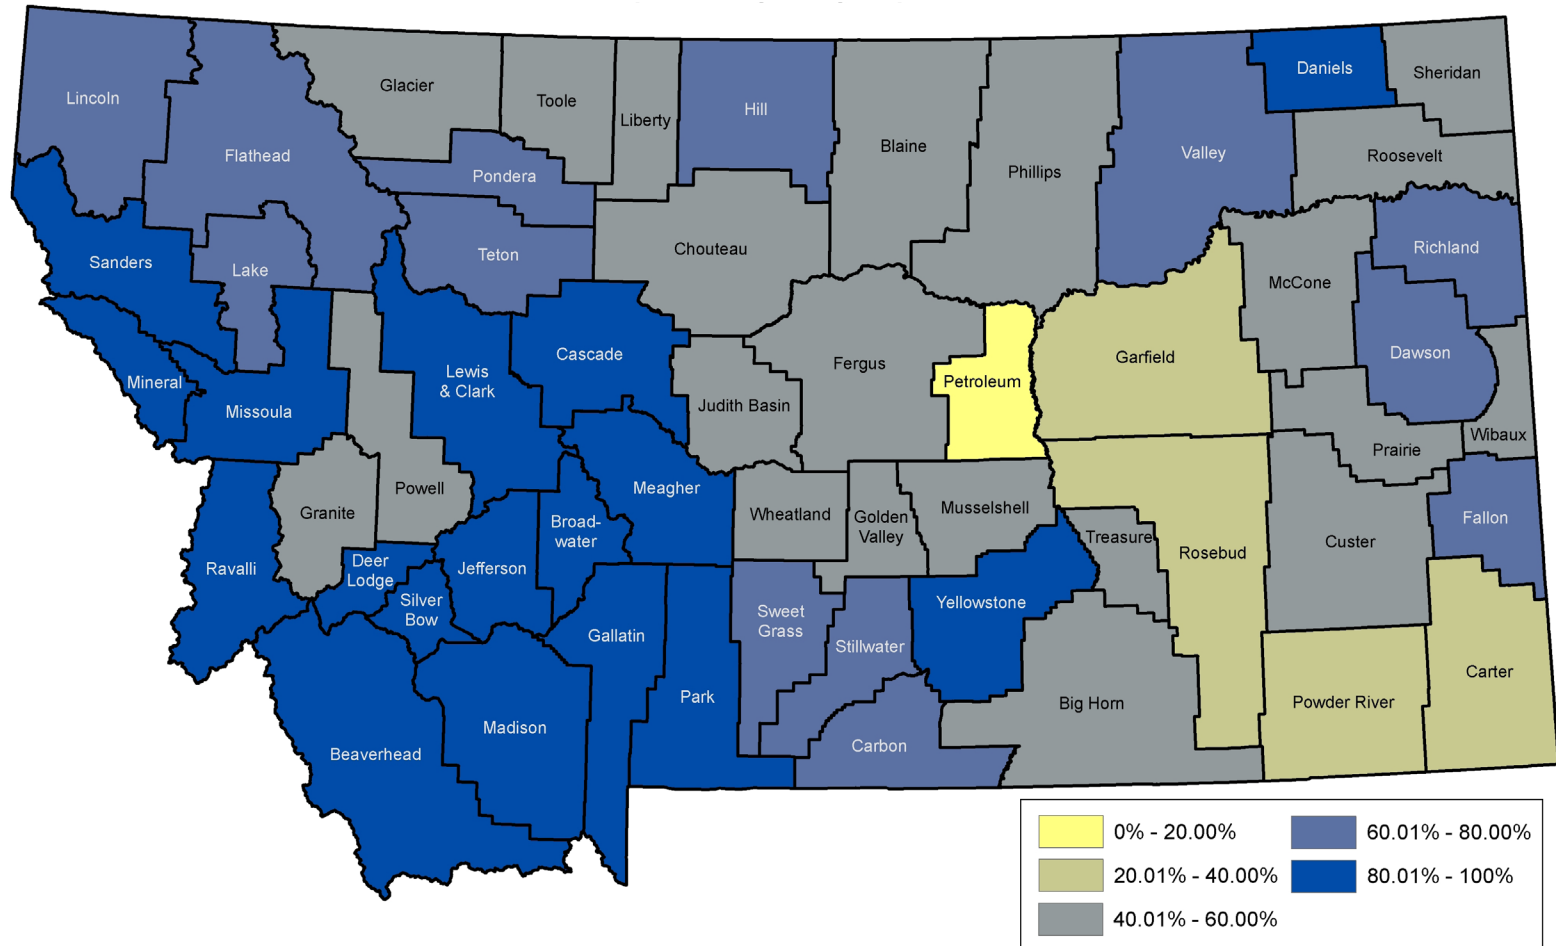 Lincoln
Flathead
Glacier
Toole
Liberty
Hill
Blaine
Phillips
Valley
Daniels
Sheridan
Roosevelt
Pondera
Teton
Chouteau
Sanders
Lake
McCone
Richland
Mineral
Missoula
Lewis
& Clark
Cascade
Judith Basin
Fergus
Petroleum
Garfield
Dawson
Prairie
Wibaux
Ravalli
Granite
Powell
Deer
Lodge
Silver
Bow
Jefferson
Broad-
water
Meagher
Wheatland
Golden
Valley
Musselshell
Treasure
Rosebud
Custer
Fallon
Beaverhead
Madison
Gallatin
Park
Sweet
Grass
Stillwater
Carbon
Yellowstone
Big Horn
Powder River
Carter
0% - 20.00%
20.01% - 40.00%
40.01% - 60.00%
60.01% - 80.00%
80.01% - 100%